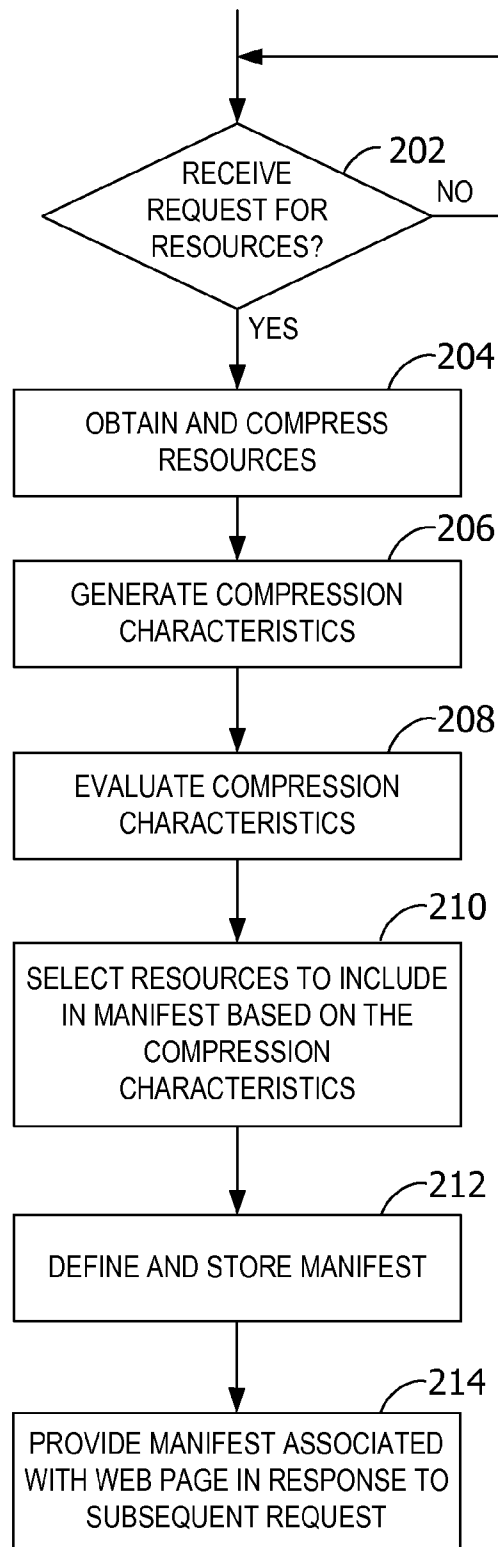 202
RECEIVE
REQUEST FOR
RESOURCES?
NO
YES
204
OBTAIN AND COMPRESS
RESOURCES
206
GENERATE COMPRESSION
CHARACTERISTICS
208
EVALUATE COMPRESSION
CHARACTERISTICS
210
SELECT RESOURCES TO INCLUDE
IN MANIFEST BASED ON THE
COMPRESSION
CHARACTERISTICS
212
DEFINE AND STORE MANIFEST
214
PROVIDE MANIFEST ASSOCIATED
WITH WEB PAGE IN RESPONSE TO
SUBSEQUENT REQUEST